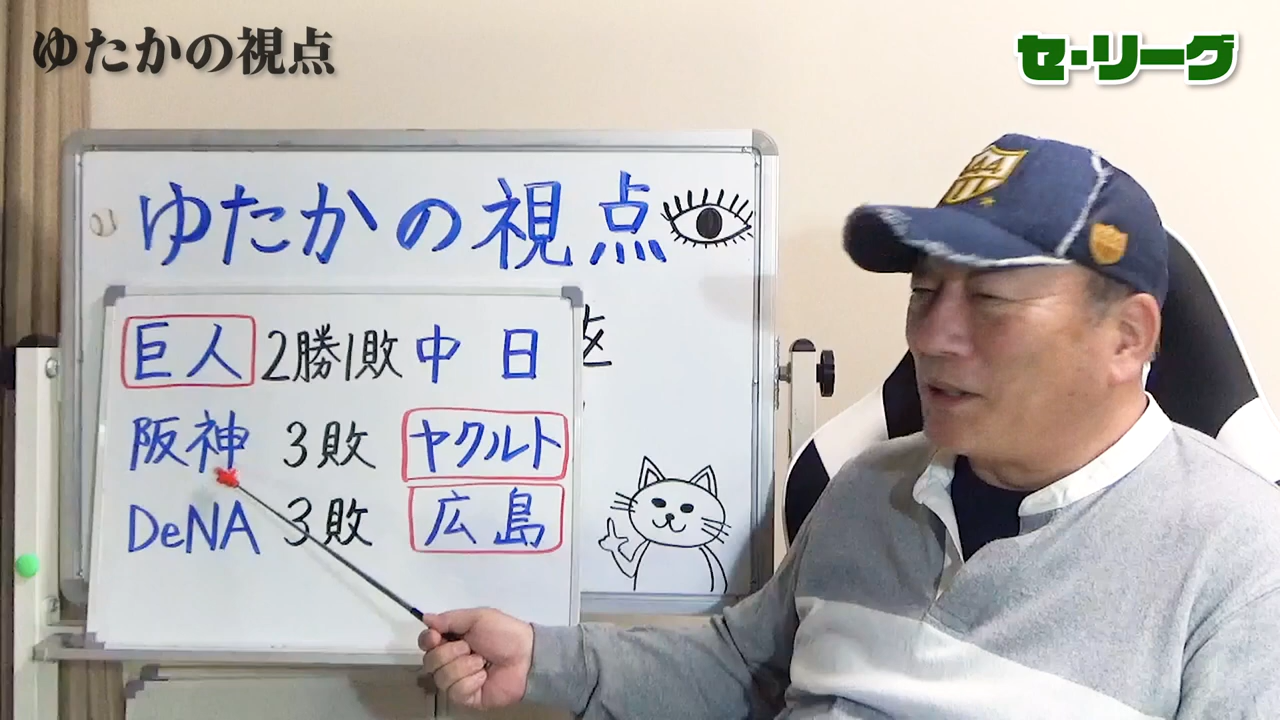 ゆたかの視点
セ・リーグ
ゆたかの視点
巨人 2勝1敗 中日
阪神 3敗 ヤクルト
DeNA 3敗 広島
44